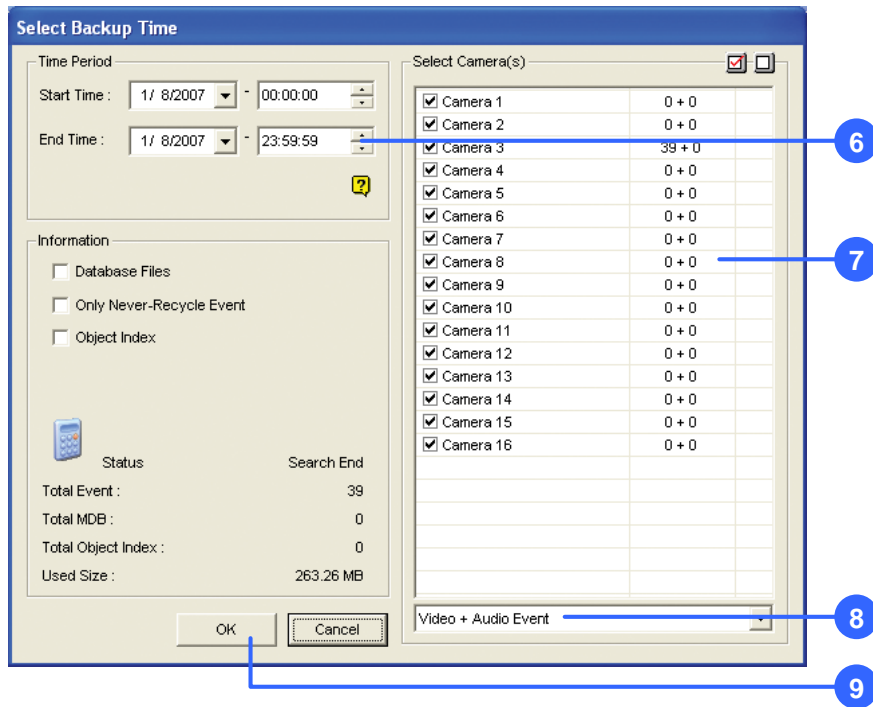 Select Backup Time
Time Period
Start Time : 1/ 8/2007 - 00:00:00
End Time : 1/ 8/2007 - 23:59:59
?
Information
Database Files
Only Never-Recycle Event
Object Index
Status Search End
Total Event : 39
Total MDB : 0
Total Object Index : 0
Used Size : 263.26 MB
OK
Cancel
Select Camera(s)
Camera 1 0 + 0
Camera 2 0 + 0
Camera 3 39 + 0
Camera 4 0 + 0
Camera 5 0 + 0
Camera 6 0 + 0
Camera 7 0 + 0
Camera 8 0 + 0
Camera 9 0 + 0
Camera 10 0 + 0
Camera 11 0 + 0
Camera 12 0 + 0
Camera 13 0 + 0
Camera 14 0 + 0
Camera 15 0 + 0
Camera 16 0 + 0
Video + Audio Event
6
7
8
9